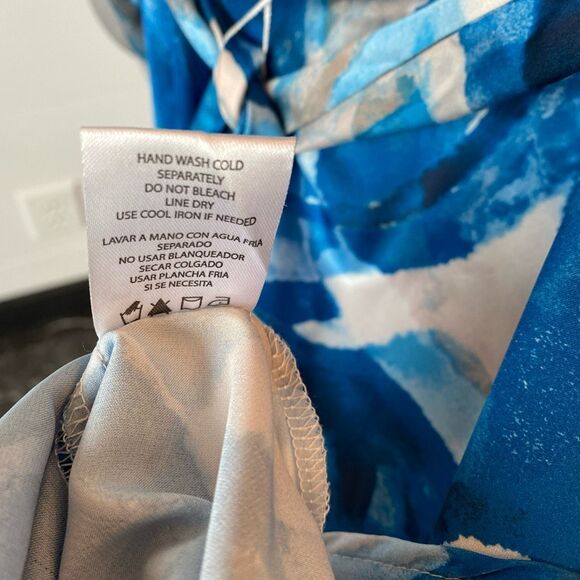 HAND WASH COLD
SEPARATELY
DO NOT BLEACH
LINE DRY
USE COOL IRON IF NEEDED
LAVAR A MANO CON AGUA FRIA
SEPARADO
NO USAR BLANQUEADOR
SECAR COLGADO
USAR PLANCHA FRIA
SI SE NECESITA